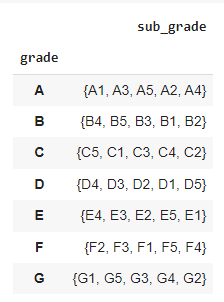 sub_grade
grade
A {A1, A3, A5, A2, A4}
B {B4, B5, B3, B1, B2}
C {C5, C1, C3, C4, C2}
D {D4, D3, D2, D1, D5}
E {E4, E3, E2, E5, E1}
F {F2, F3, F1, F5, F4}
G {G1, G5, G3, G4, G2}